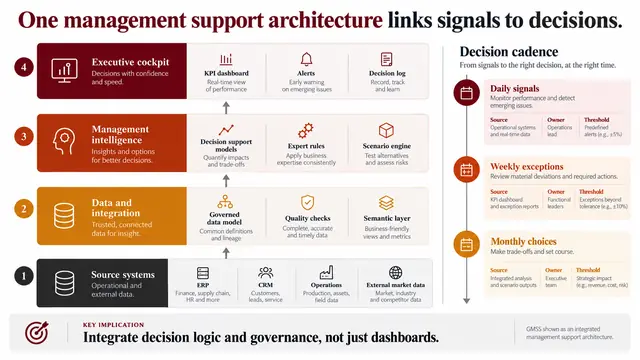 One management support architecture links signals to decisions.
4
Executive cockpit
Decisions with confidence
and speed.
KPI dashboard
Real-time view
of performance
Alerts
Early warning
on emerging issues
Decision log
Record, track
and learn
3
Management
intelligence
Insights and options
for better decisions.
Decision support
models
Quantify impacts
and trade-offs
Expert rules
Apply business
expertise consistently
Scenario engine
Test alternatives
and assess risks
2
Data and
integration
Trusted, connected
data for insight.
Governed
data model
Common definitions
and lineage
Quality checks
Complete, accurate
and timely data
Semantic layer
Business-friendly
views and metrics
1
Source systems
Operational and
external data.
ERP
Finance, supply chain,
HR and more
CRM
Customers,
leads, service
Operations
Production, assets,
field data
External market data
Market, industry
and competitor data
Decision cadence
From signals to the right decision, at the right time.
Daily signals
Monitor performance and detect
emerging issues.
Source
Operational systems
and real-time data
Owner
Operations
lead
Threshold
Predefined
alerts (e.g., ±5%)
Weekly exceptions
Review material deviations and required actions.
Source
KPI dashboard
and exception reports
Owner
Functional
leaders
Threshold
Exceptions beyond
tolerance (e.g., ±10%)
Monthly choices
Make trade-offs and set course.
Source
Integrated analysis
and scenario outputs
Owner
Executive
team
Threshold
Strategic impact
(e.g., revenue, cost, risk)
KEY IMPLICATION
Integrate decision logic and governance, not just dashboards.
GMSS shown as an integrated
management support architecture.